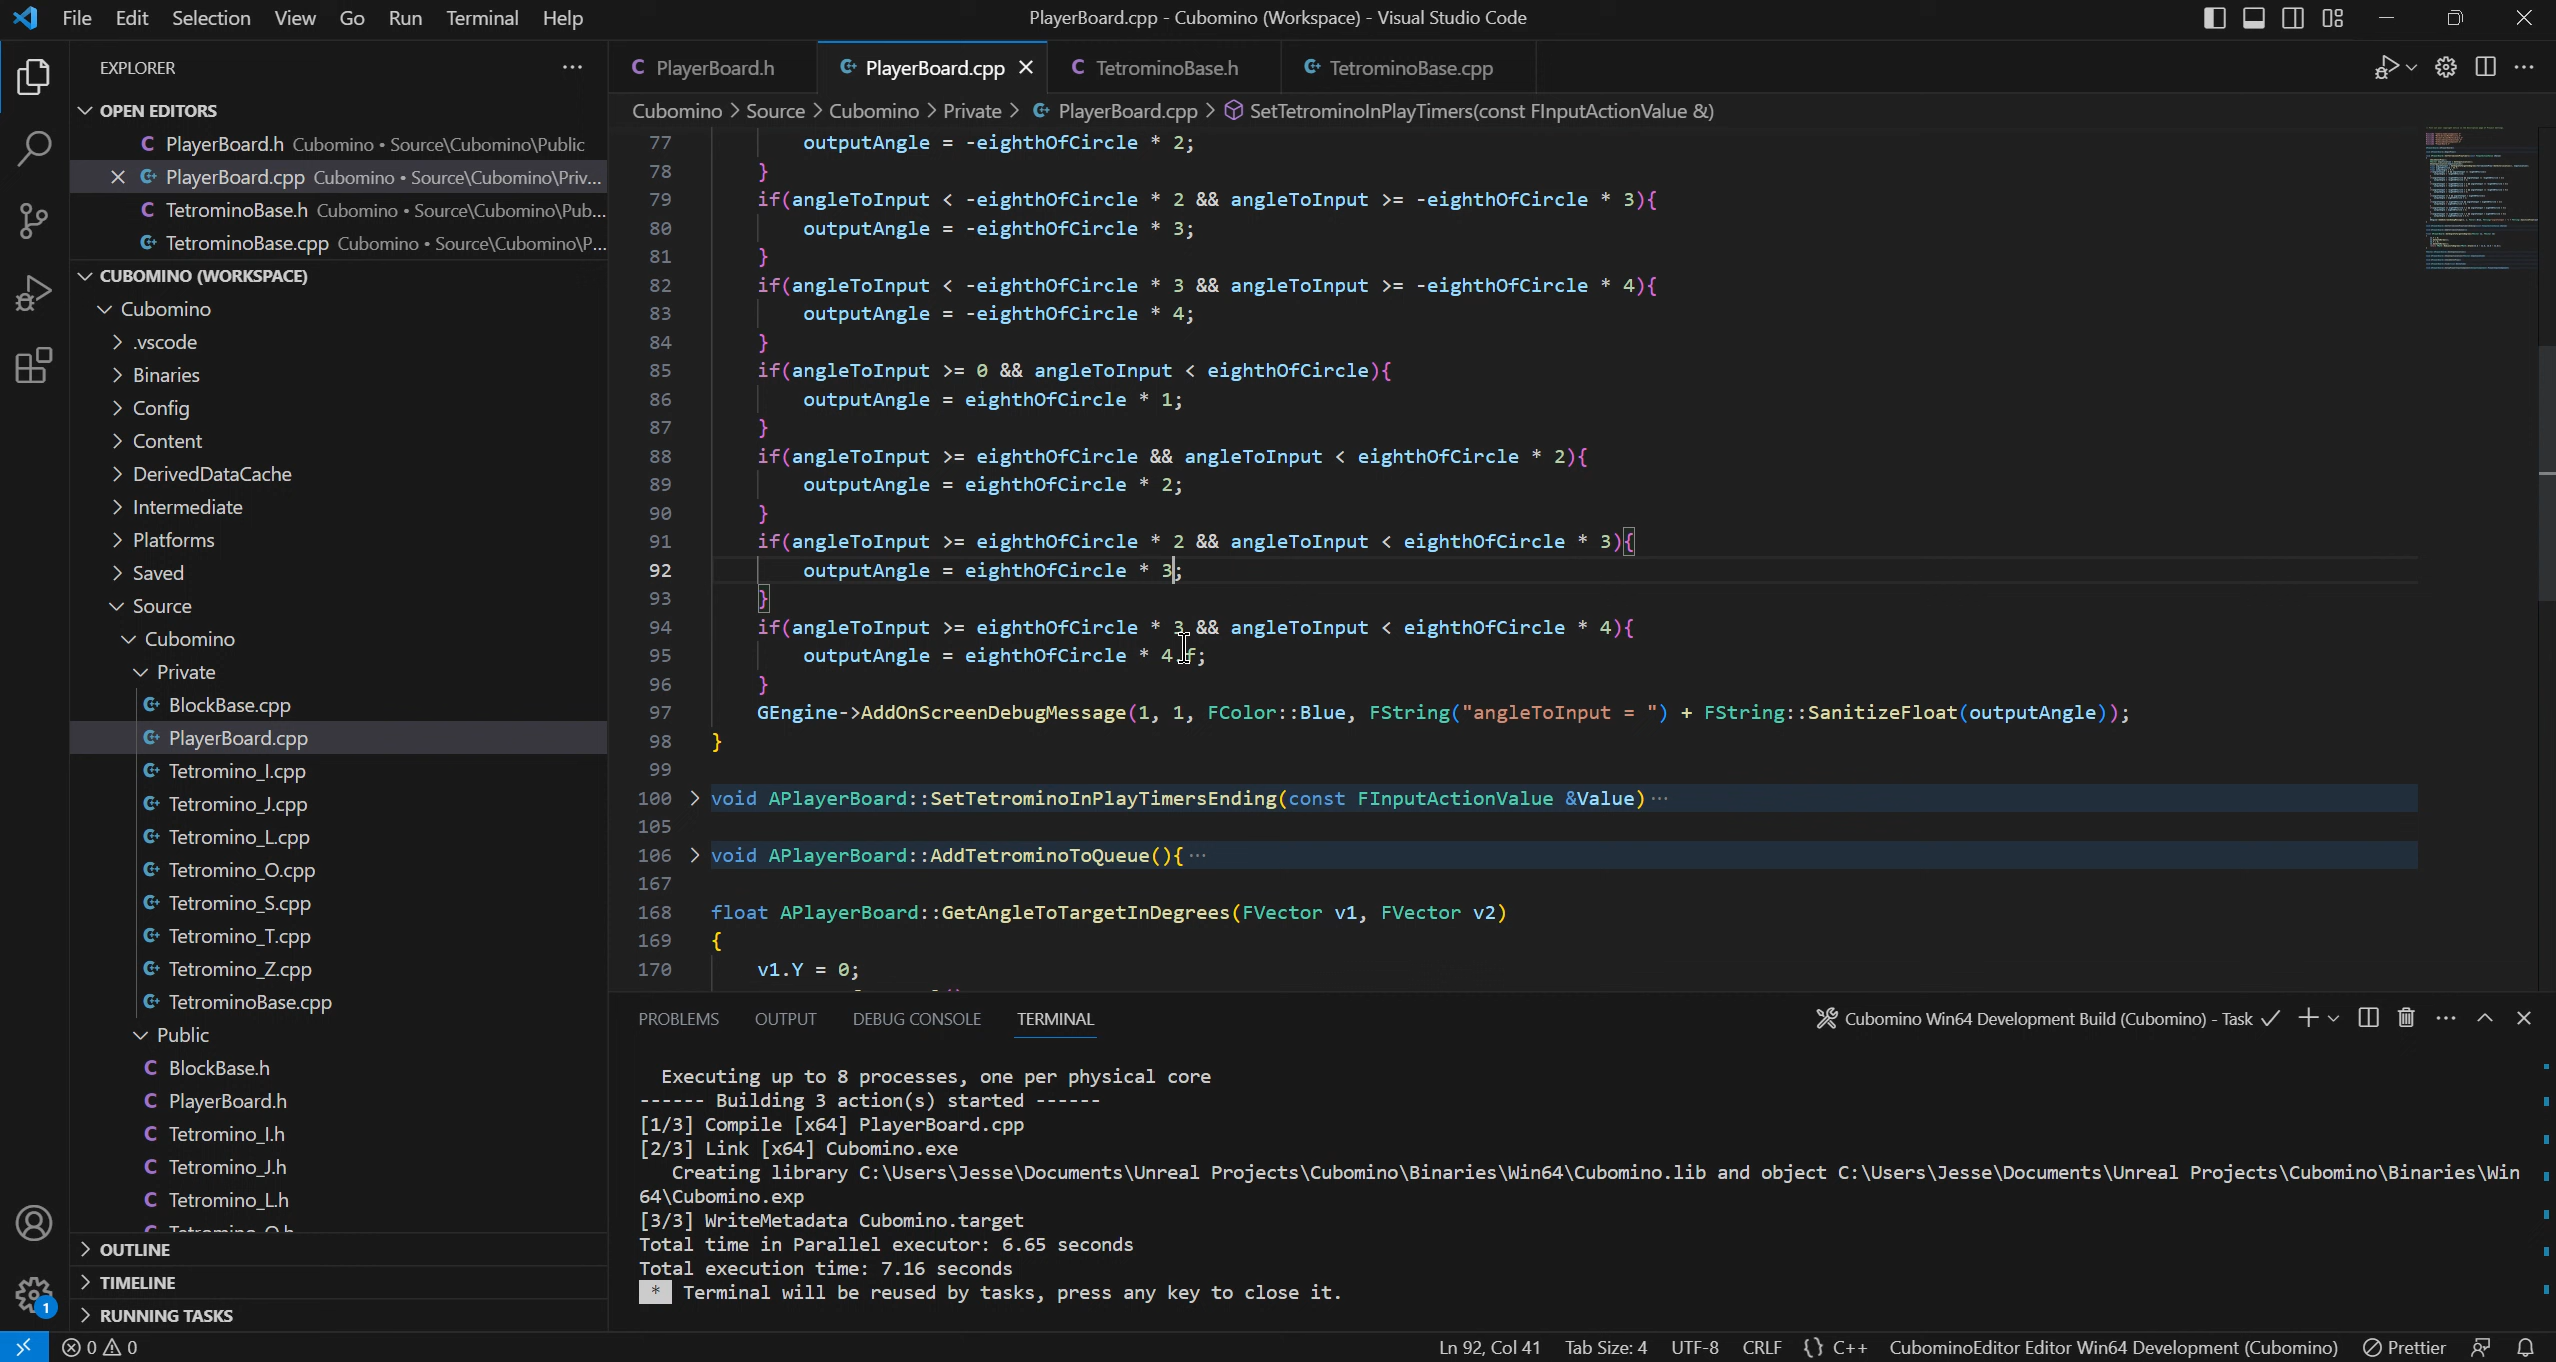 File Edit Selection View Go Run Terminal Help
PlayerBoard.cpp - Cubomino (Workspace) - Visual Studio Code
EXPLORER
OPEN EDITORS
PlayerBoard.h Cubomino • Source\Cubomino\Public
PlayerBoard.cpp Cubomino • Source\Cubomino\Priv...
TetrominoBase.h Cubomino • Source\Cubomino\Pub...
TetrominoBase.cpp Cubomino • Source\Cubomino\P...
CUBOMINO (WORKSPACE)
Cubomino
.vscode
Binaries
Config
Content
DerivedDataCache
Intermediate
Platforms
Saved
Source
Cubomino
Private
BlockBase.cpp
PlayerBoard.cpp
Tetromino_I.cpp
Tetromino_J.cpp
Tetromino_L.cpp
Tetromino_O.cpp
Tetromino_S.cpp
Tetromino_T.cpp
Tetromino_Z.cpp
TetrominoBase.cpp
Public
BlockBase.h
PlayerBoard.h
Tetromino_I.h
Tetromino_J.h
Tetromino_L.h
OUTLINE
TIMELINE
RUNNING TASKS
PlayerBoard.h PlayerBoard.cpp TetrominoBase.h TetrominoBase.cpp
Cubomino > Source > Cubomino > Private > PlayerBoard.cpp > SetTetrominoInPlayTimers(const FInputActionValue &)
77 outputAngle = -eighthOfCircle * 2;
78 }
79 if(angleToInput < -eighthOfCircle * 2 && angleToInput >= -eighthOfCircle * 3){
80 outputAngle = -eighthOfCircle * 3;
81 }
82 if(angleToInput < -eighthOfCircle * 3 && angleToInput >= -eighthOfCircle * 4){
83 outputAngle = -eighthOfCircle * 4;
84 }
85 if(angleToInput >= 0 && angleToInput < eighthOfCircle){
86 outputAngle = eighthOfCircle * 1;
87 }
88 if(angleToInput >= eighthOfCircle && angleToInput < eighthOfCircle * 2){
89 outputAngle = eighthOfCircle * 2;
90 }
91 if(angleToInput >= eighthOfCircle * 2 && angleToInput < eighthOfCircle * 3){
92 outputAngle = eighthOfCircle * 3;
93 }
94 if(angleToInput >= eighthOfCircle * 3 && angleToInput < eighthOfCircle * 4){
95 outputAngle = eighthOfCircle * 4.f;
96 }
97 GEngine->AddOnScreenDebugMessage(1, 1, FColor::Blue, FString("angleToInput = ") + FString::SanitizeFloat(outputAngle));
98 }
99
100 > void APlayerBoard::SetTetrominoInPlayTimersEnding(const FInputActionValue &Value) ···
105
106 > void APlayerBoard::AddTetrominoToQueue(){ ···
167
168 float APlayerBoard::GetAngleToTargetInDegrees(FVector v1, FVector v2)
169 {
170 v1.Y = 0;
PROBLEMS OUTPUT DEBUG CONSOLE TERMINAL
Cubomino Win64 Development Build (Cubomino) - Task
Executing up to 8 processes, one per physical core
------ Building 3 action(s) started ------
[1/3] Compile [x64] PlayerBoard.cpp
[2/3] Link [x64] Cubomino.exe
Creating library C:\Users\Jesse\Documents\Unreal Projects\Cubomino\Binaries\Win64\Cubomino.lib and object C:\Users\Jesse\Documents\Unreal Projects\Cubomino\Binaries\Win
64\Cubomino.exp
[3/3] WriteMetadata Cubomino.target
Total time in Parallel executor: 6.65 seconds
Total execution time: 7.16 seconds
* Terminal will be reused by tasks, press any key to close it.
1
0 0
Ln 92, Col 41 Tab Size: 4 UTF-8 CRLF {} C++ CubominoEditor Editor Win64 Development (Cubomino) Prettier